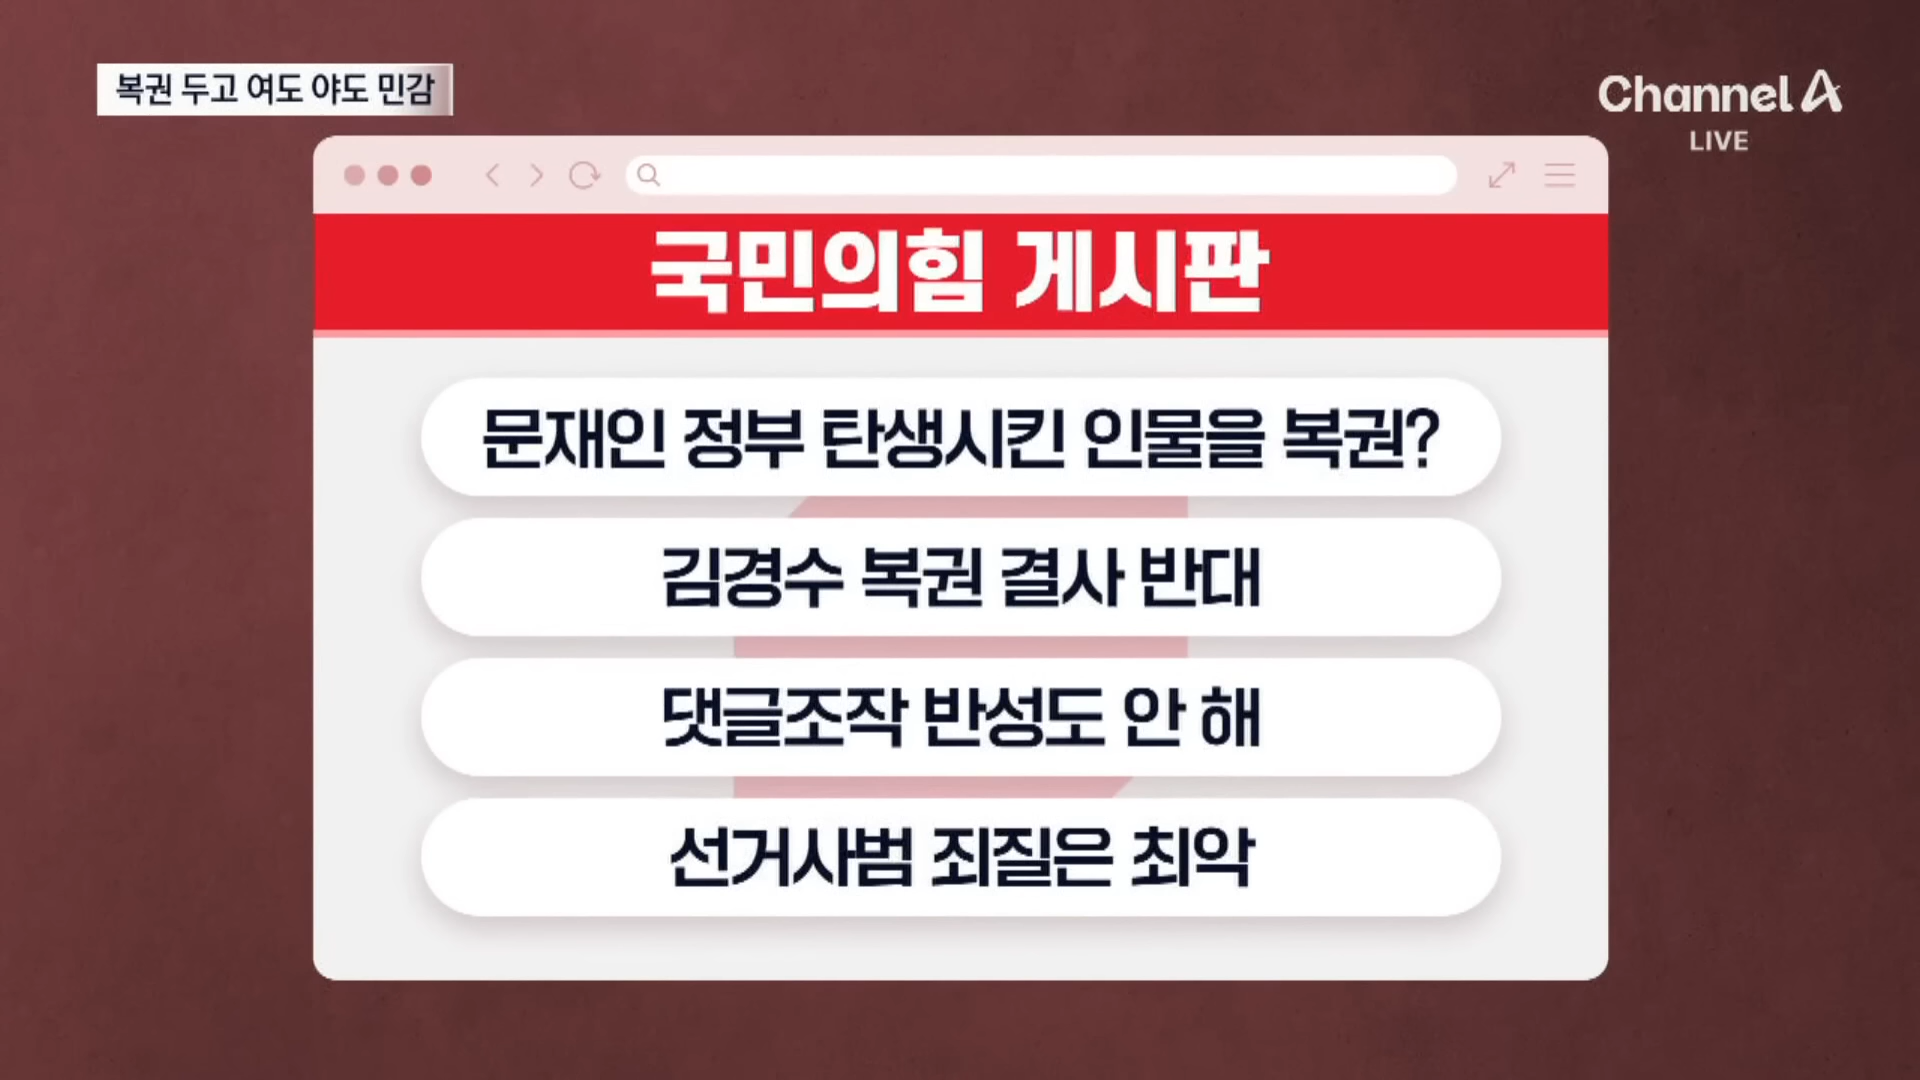 복권 두고 여도 야도 민감
Channel A
LIVE
국민의힘 게시판
문재인 정부 탄생시킨 인물을 복권?
김경수 복권 결사 반대
댓글조작 반성도 안 해
선거사범 죄질은 최악